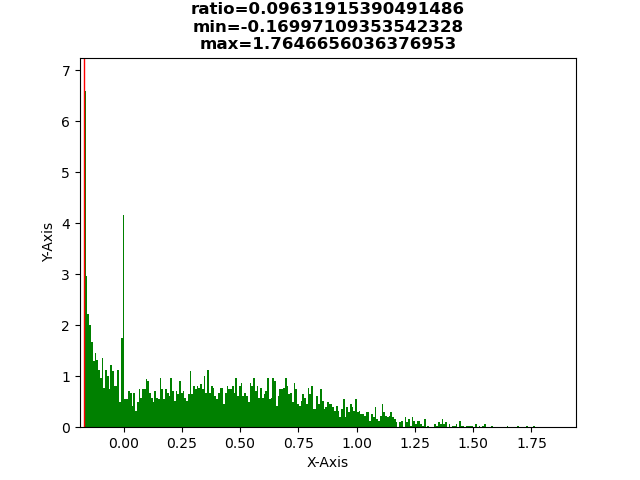 ratio=0.09631915390491486
min=-0.16997109353542328
max=1.7646656036376953
7
6
5
4
3
2
1
0
Y-Axis
0.00 0.25 0.50 0.75 1.00 1.25 1.50 1.75
X-Axis